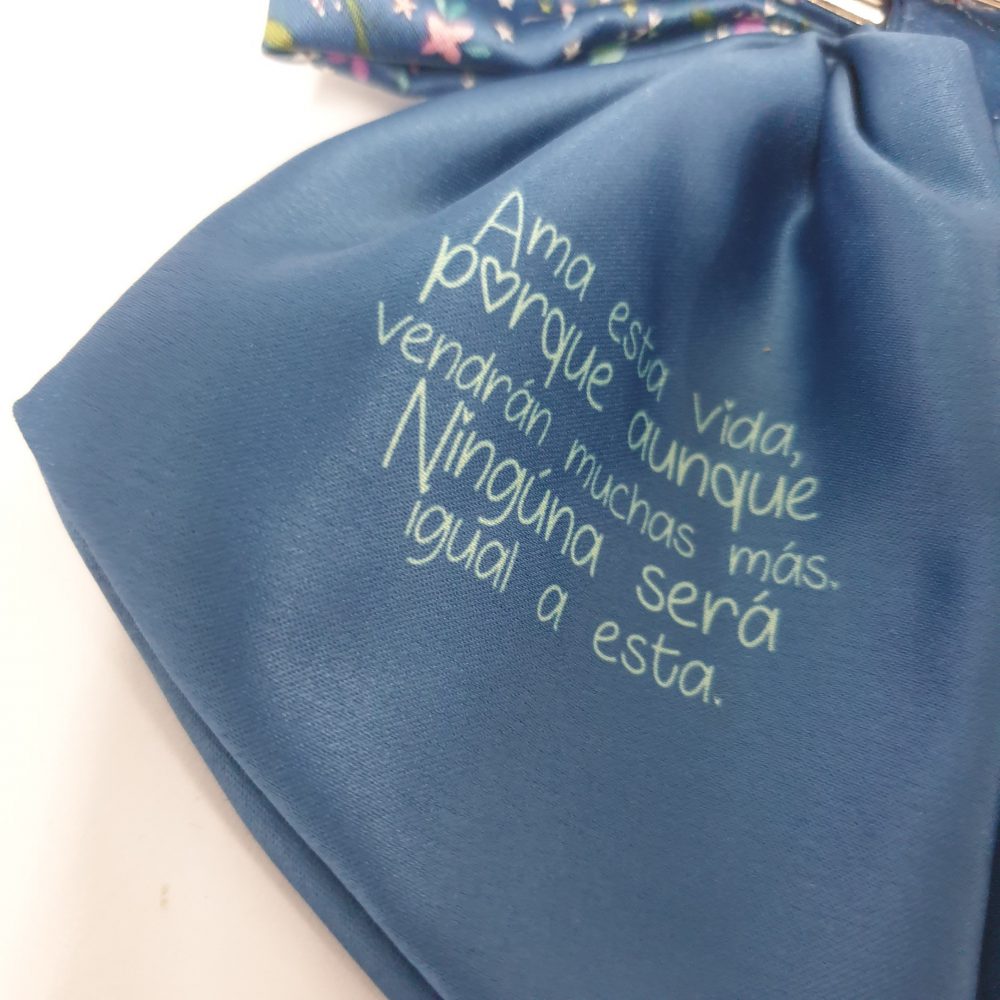 Ama esta vida,
porque aunque
vendrán muchas más.
Ningúna será
igual a esta.